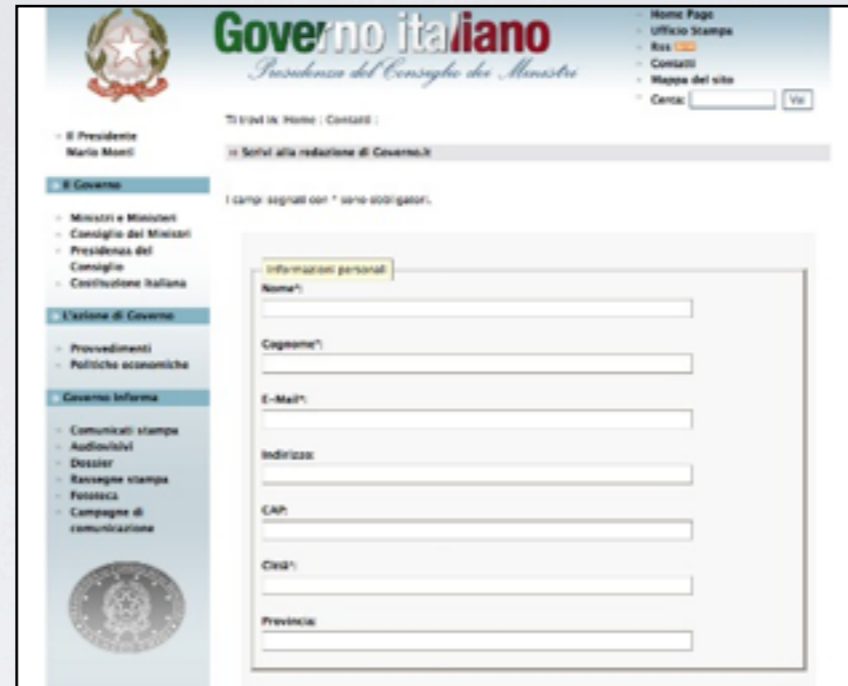 Governo italiano
Presidenza del Consiglio dei Ministri
Home Page
Ufficio Stampa
Rss
Contatti
Mappa del sito
Cerca:
Vai
Ti trovi in: Home : Contatti :
Il Presidente
Mario Monti
Scrivi alla redazione di Governo.it
Il Governo
I campi segnati con * sono obbligatori.
Ministri e Ministeri
Consiglio dei Ministri
Presidenza del
Consiglio
Costituzione Italiana
L'azione di Governo
Provvedimenti
Politiche economiche
Governo Informa
Comunicati stampa
Audiovisivi
Dossier
Rassegne stampa
Fototeca
Campagne di
comunicazione
Informazioni personali
Nome*:
Cognome*:
E-Mail*:
Indirizzo:
CAP:
Città*:
Provincia: